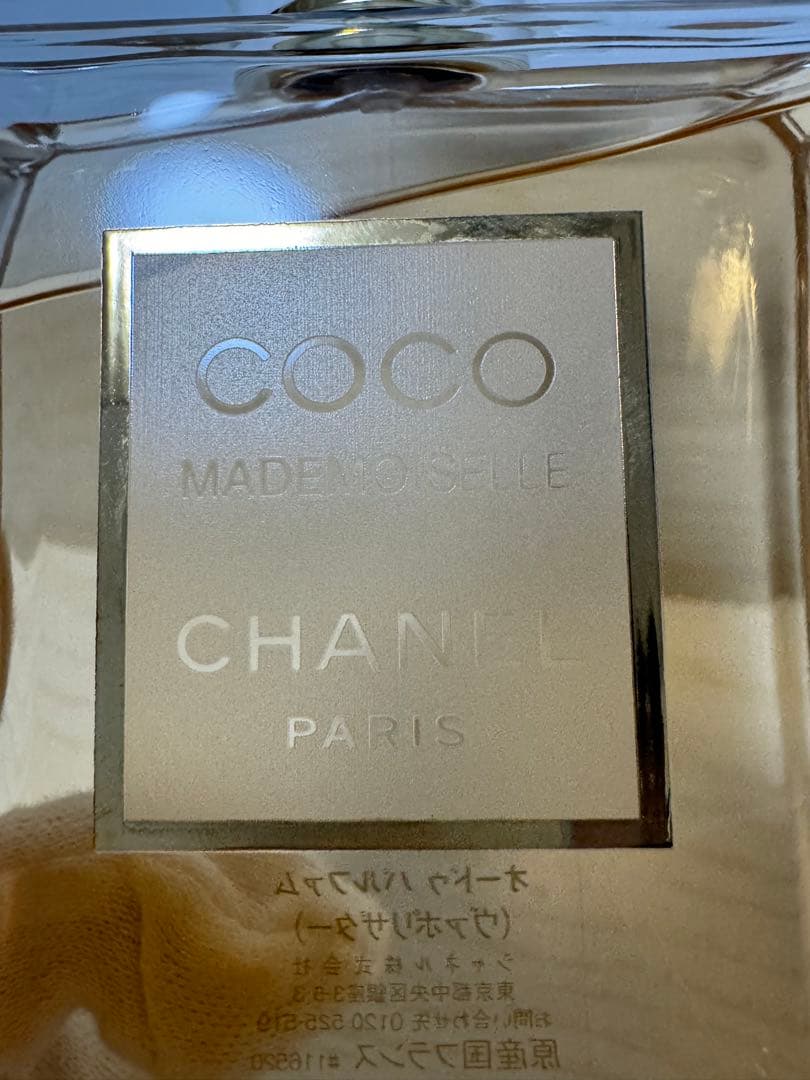 COCO
MADEMOISELLE
CHANEL
PARIS
オードゥ パルファム
(ヴァポリザター)
シャネル株式会社
東京都中央区銀座3-5-3
お問い合わせ先 0120 525-519
原産国フランス #116520